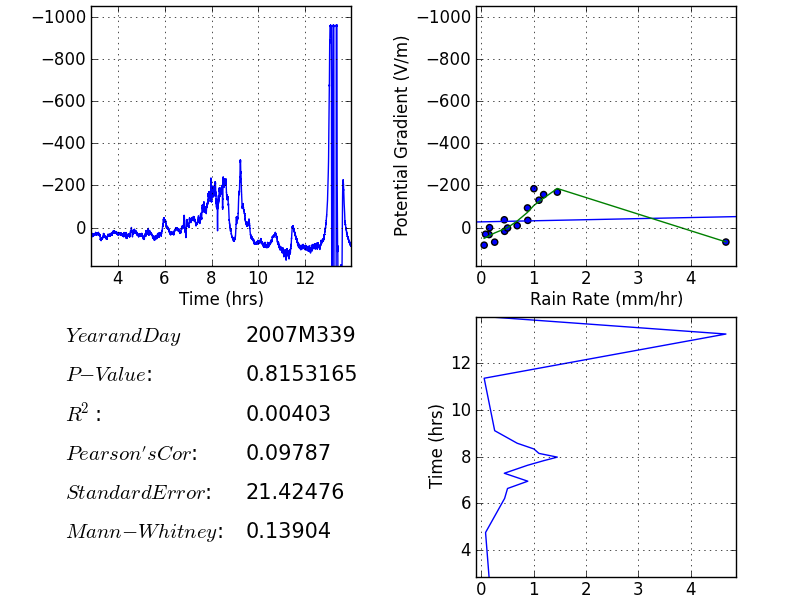 −1000
−800
−600
−400
−200
0
4 6 8 10 12
Time (hrs)
Potential Gradient (V/m)
−1000
−800
−600
−400
−200
0
0 1 2 3 4
Rain Rate (mm/hr)
YearandDay 2007M339
P−Value: 0.8153165
R²: 0.00403
Pearson'sCor: 0.09787
StandardError: 21.42476
Mann−Whitney: 0.13904
Time (hrs)
12
10
8
6
4
0 1 2 3 4